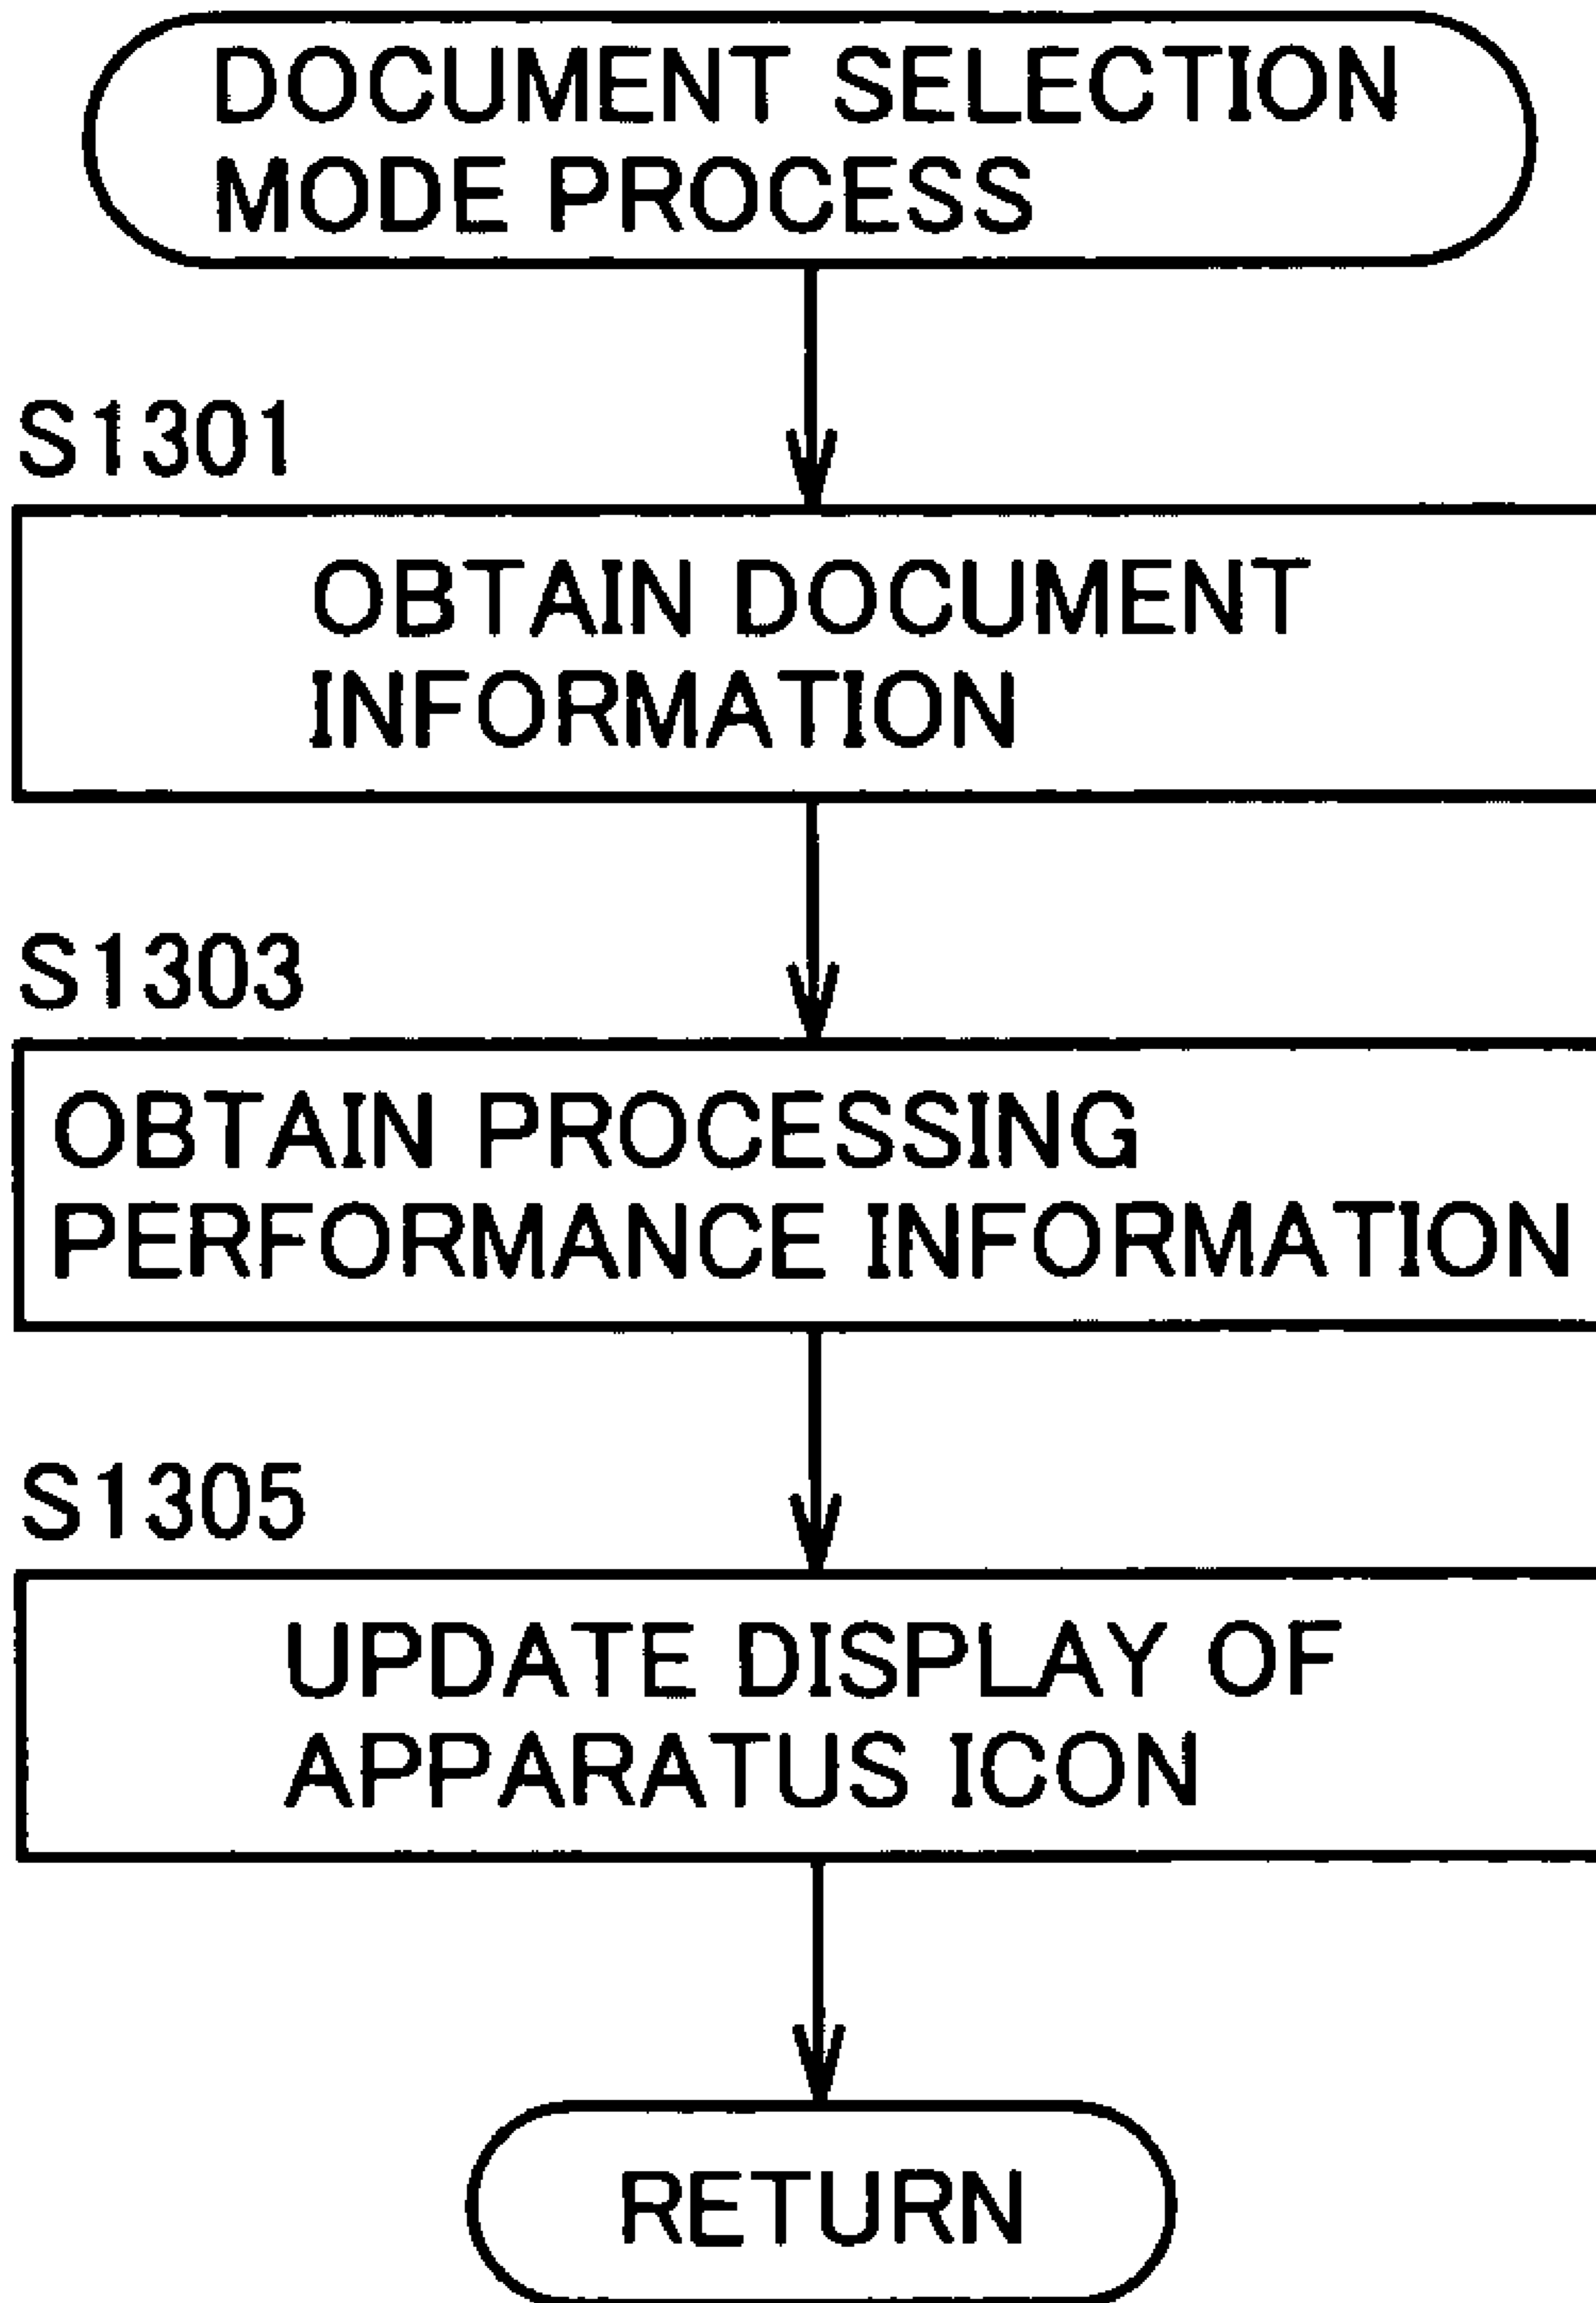 DOCUMENT SELECTION
MODE PROCESS
S1301
OBTAIN DOCUMENT
INFORMATION
S1303
OBTAIN PROCESSING
PERFORMANCE INFORMATION
S1305
UPDATE DISPLAY OF
APPARATUS ICON
RETURN